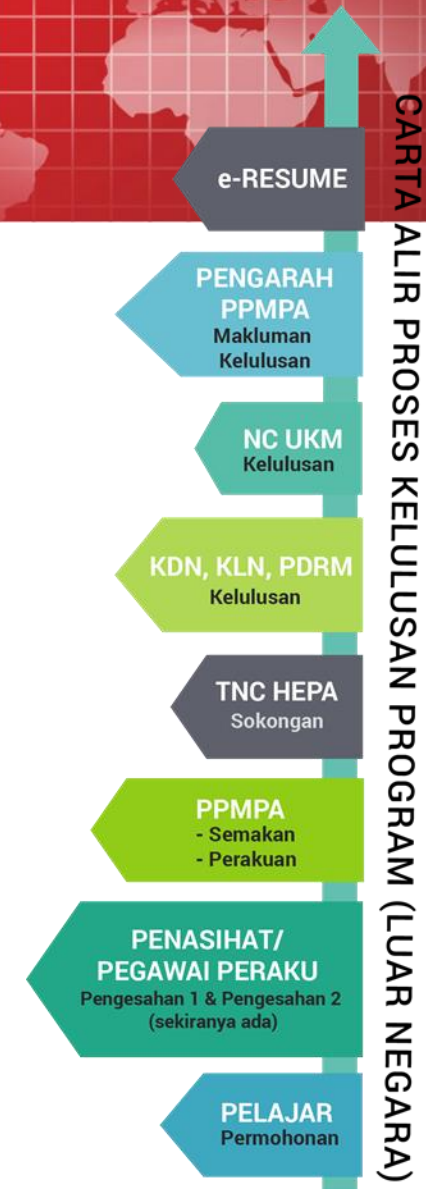 CARTA ALIR PROSES KELULUSAN PROGRAM (LUAR NEGARA)
e-RESUME
PENGARAH
PPMPA
Makluman
Kelulusan
NC UKM
Kelulusan
KDN, KLN, PDRM
Kelulusan
TNC HEPA
Sokongan
PPMPA
- Semakan
- Perakuan
PENASIHAT/
PEGAWAI PERAKU
Pengesahan 1 & Pengesahan 2
(sekiranya ada)
PELAJAR
Permohonan